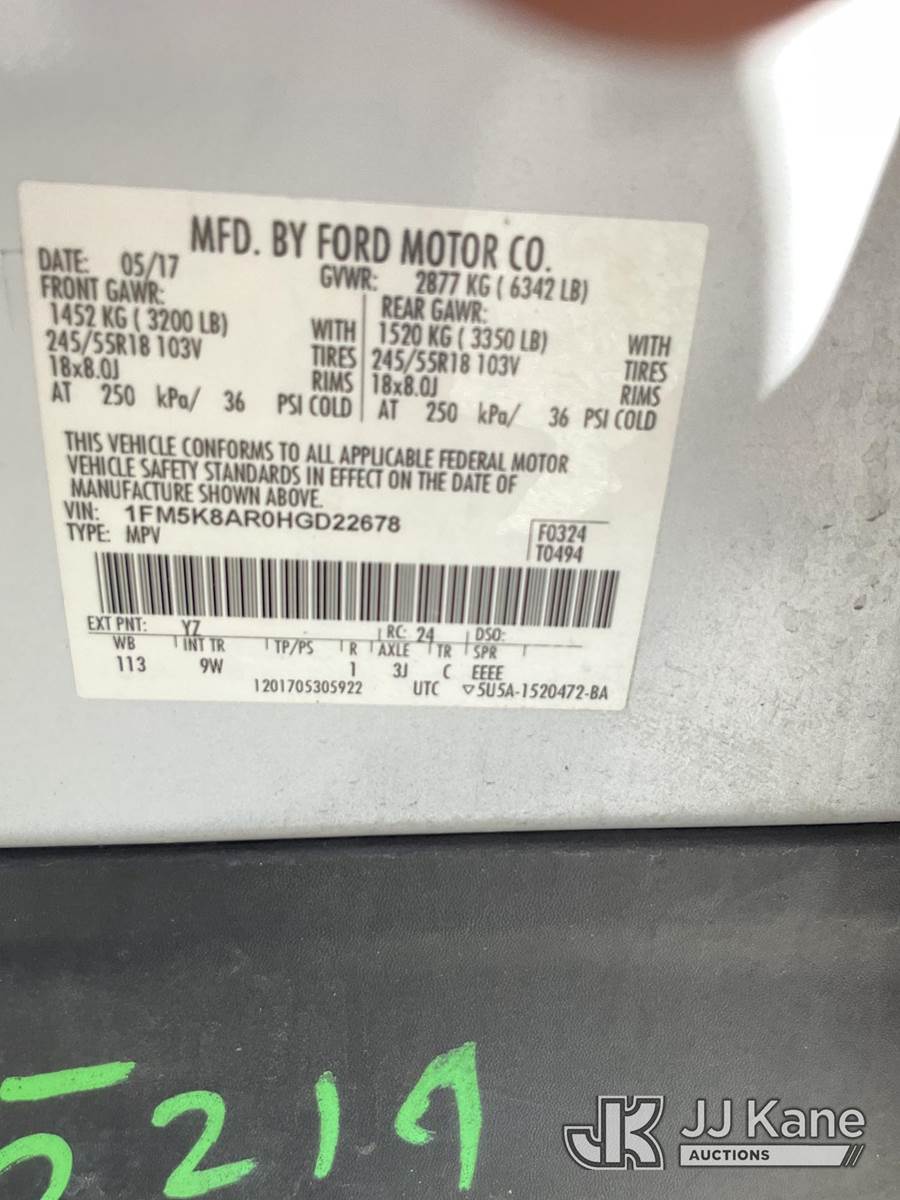 MFD. BY FORD MOTOR CO.
DATE: 05/17 GVWR: 2877 KG ( 6342 LB)
FRONT GAWR: REAR GAWR:
1452 KG ( 3200 LB) WITH 1520 KG ( 3350 LB) WITH
245/55R18 103V TIRES 245/55R18 103V TIRES
18x8.0J RIMS 18x8.0J RIMS
AT 250 kPa/ 36 PSI COLD AT 250 kPa/ 36 PSI COLD
THIS VEHICLE CONFORMS TO ALL APPLICABLE FEDERAL MOTOR
VEHICLE SAFETY STANDARDS IN EFFECT ON THE DATE OF
MANUFACTURE SHOWN ABOVE.
VIN: 1FM5K8AR0HGD22678
TYPE: MPV
F0324
T0494
EXT PNT: YZ RC: 24 DSO:
WB INT TR TP/PS R AXLE TR SPR
113 9W 1 3J C EEEE
1201705305922 UTC ▽5U5A-1520472-BA
5219
JK JJ Kane
AUCTIONS